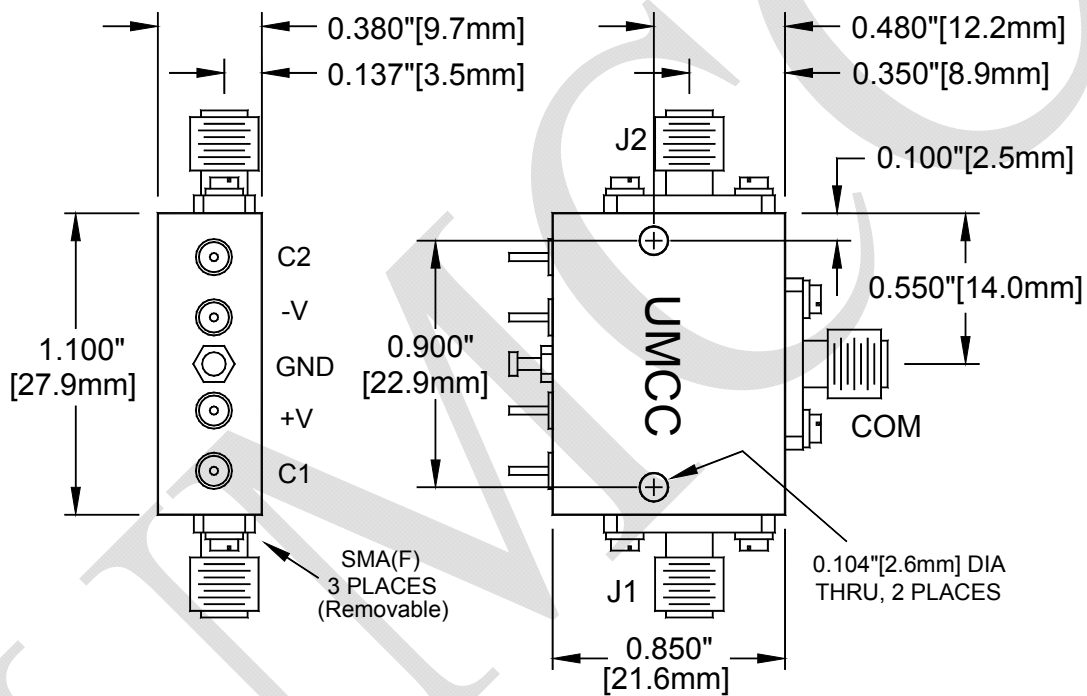 0.380"[9.7mm]
0.137"[3.5mm]
0.480"[12.2mm]
0.350"[8.9mm]
J2
0.100"[2.5mm]
C2
-V
GND
+V
C1
1.100"
[27.9mm]
0.900"
[22.9mm]
UMCC
0.550"[14.0mm]
COM
SMA(F)
3 PLACES
(Removable)
J1
0.104"[2.6mm] DIA
THRU, 2 PLACES
0.850"
[21.6mm]
UMCC